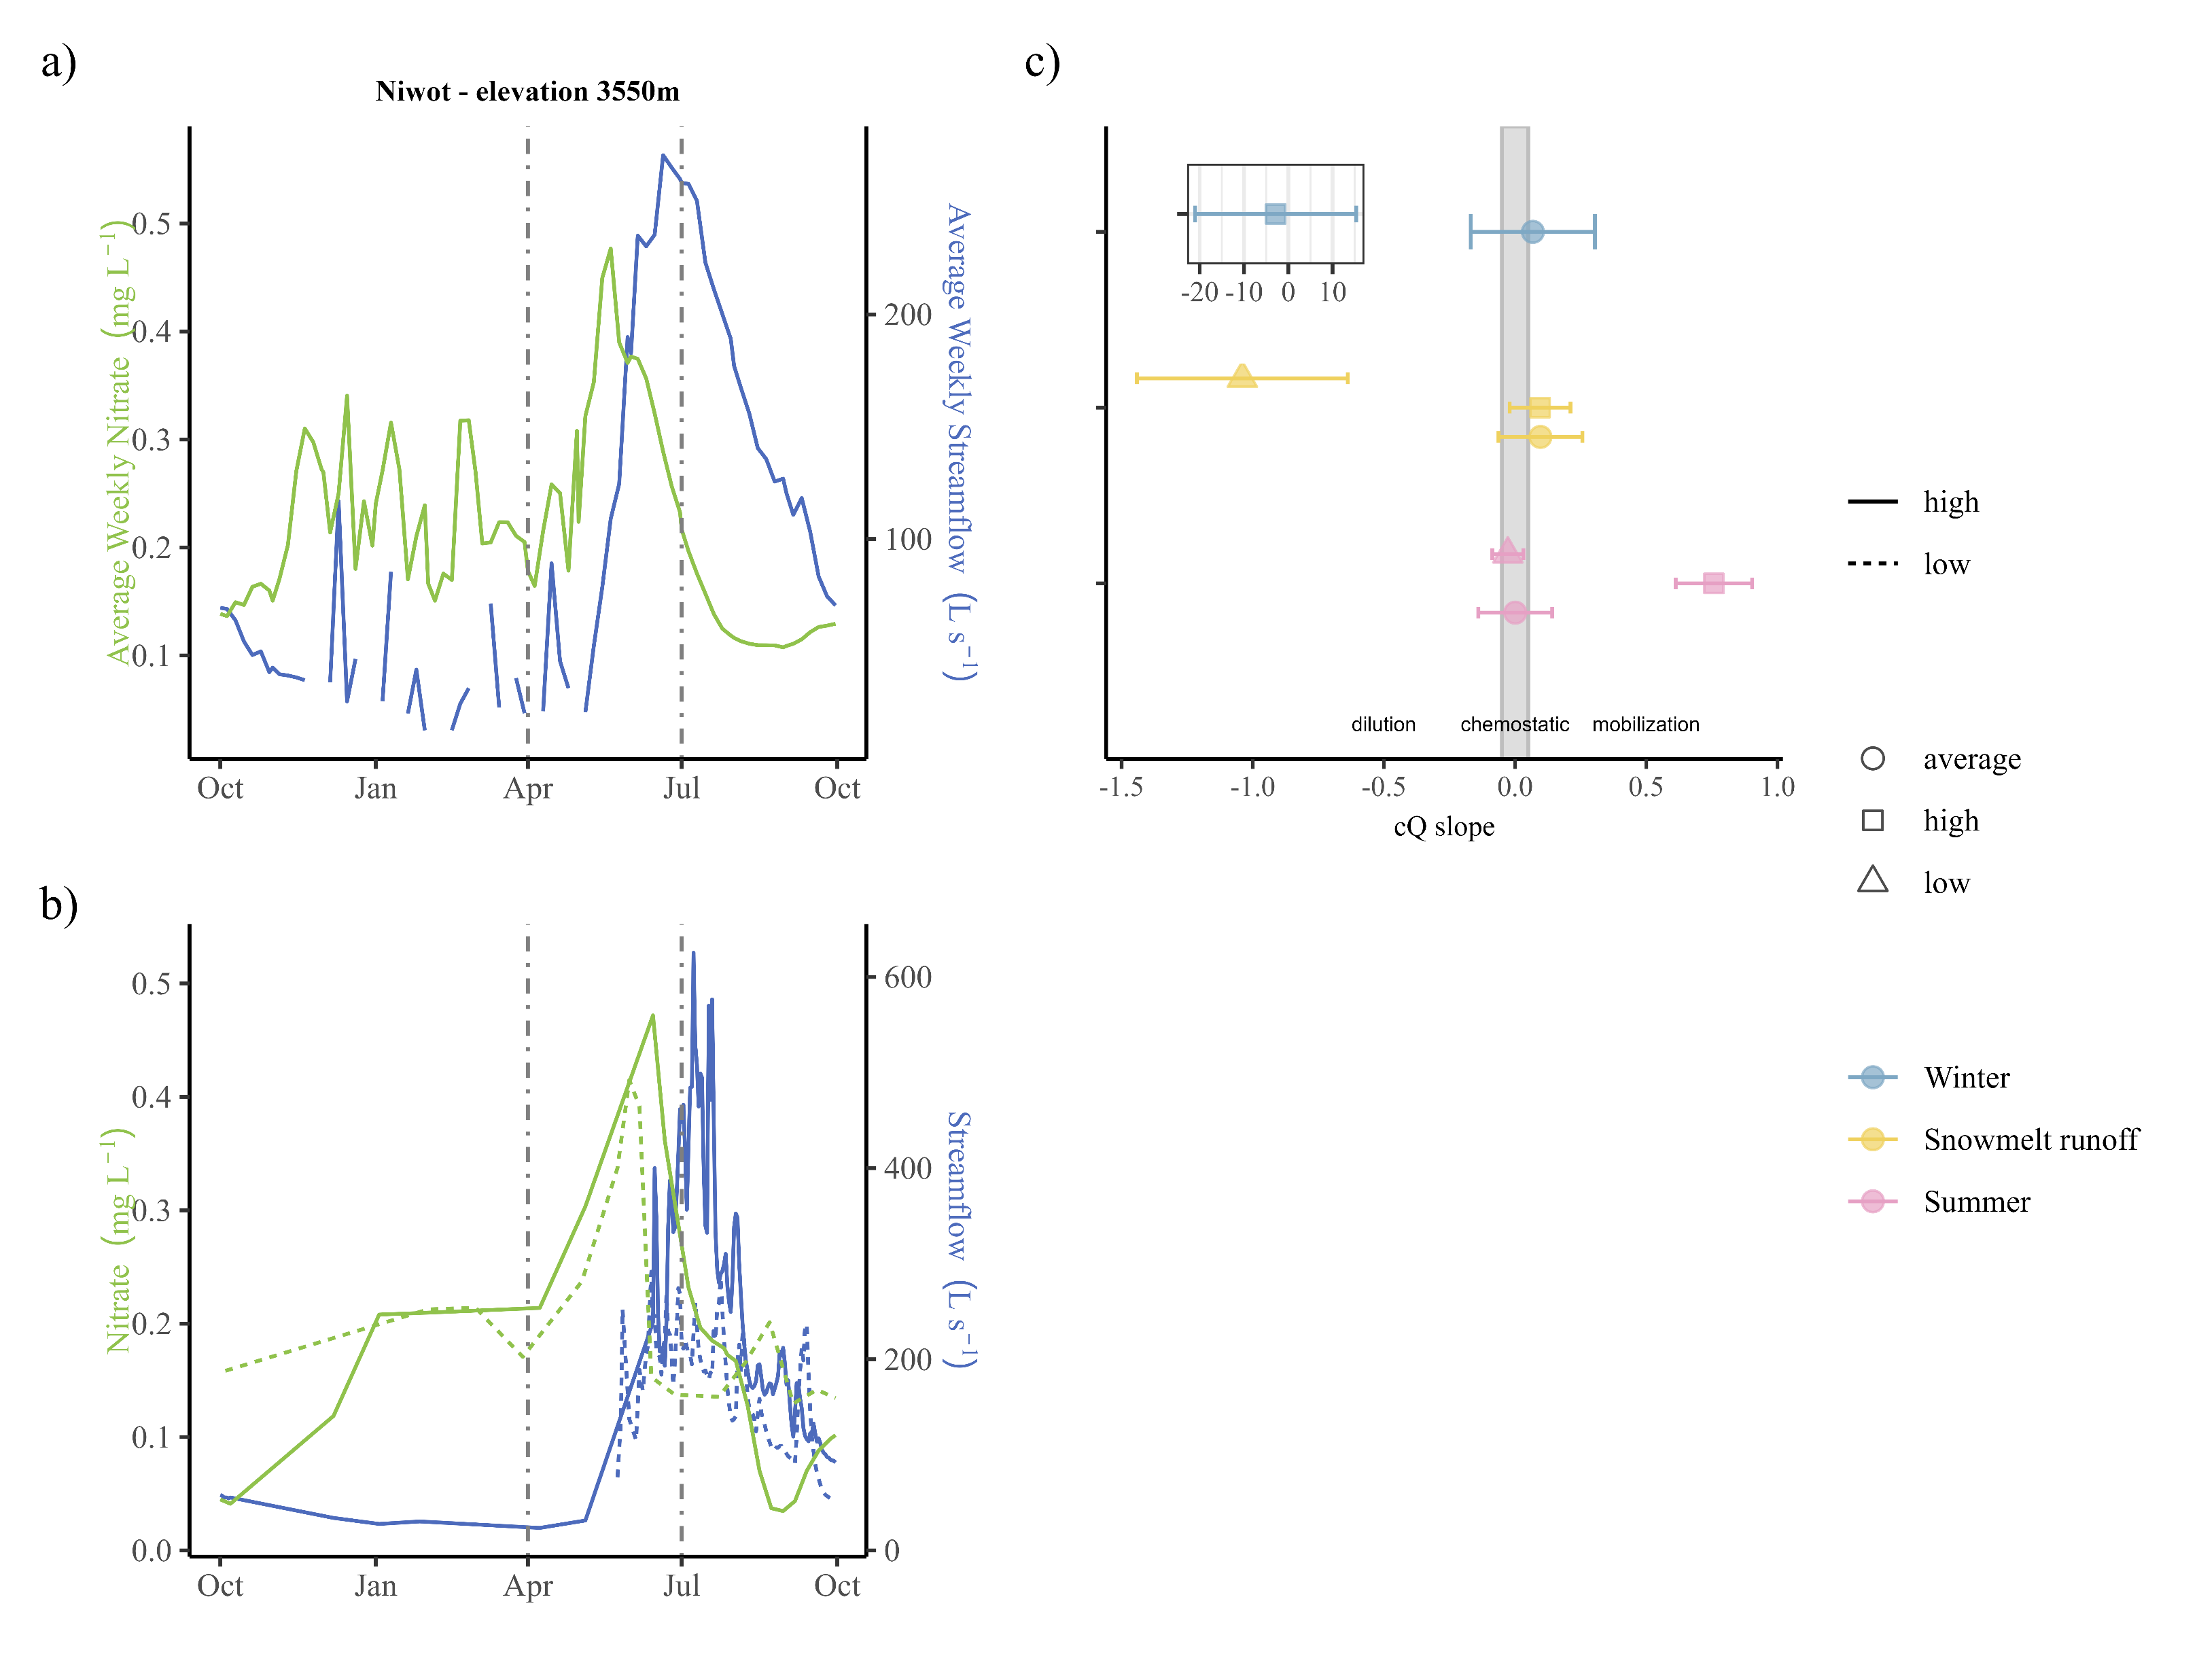 a)
Niwot - elevation 3550m
Average Weekly Nitrate (mg L⁻¹)
0.5
0.4
0.3
0.2
0.1
200
100
Average Weekly Streamflow (L s⁻¹)
Oct Jan Apr Jul Oct
c)
-20 -10 0 10
dilution chemostatic mobilization
-1.5 -1.0 -0.5 0.0 0.5 1.0
cQ slope
high
low
average
high
low
Winter
Snowmelt runoff
Summer
b)
Nitrate (mg L⁻¹)
0.5
0.4
0.3
0.2
0.1
0.0
600
400
200
0
Streamflow (L s⁻¹)
Oct Jan Apr Jul Oct